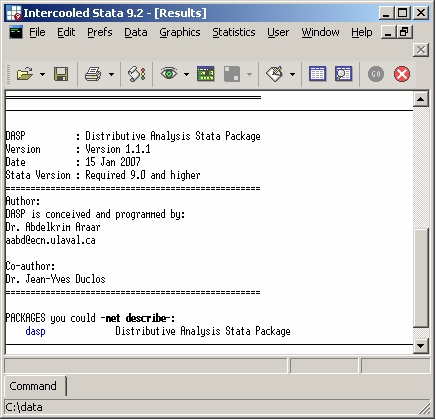 Intercooled Stata 9.2 - [Results]
File Edit Prefs Data Graphics Statistics User Window Help
GO
DASP : Distributive Analysis Stata Package
Version : Version 1.1.1
Date : 15 Jan 2007
Stata Version : Required 9.0 and higher
Author:
DASP is conceived and programmed by:
Dr. Abdelkrim Araar
aabd@ecn.ulaval.ca
Co-author:
Dr. Jean-Yves Duclos
PACKAGES you could -net describe-:
dasp Distributive Analysis Stata Package
Command
C:\data